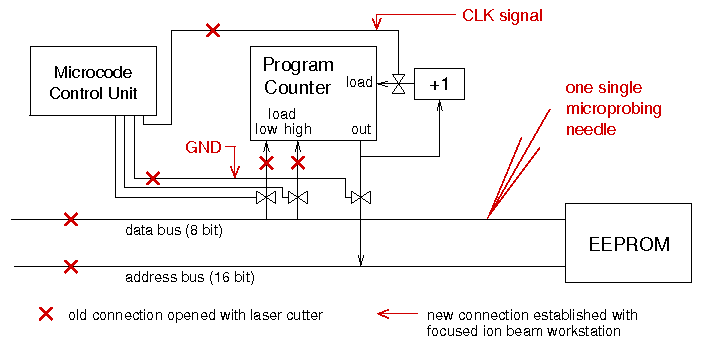 CLK signal
Microcode
Control Unit
Program
Counter
load
+1
load
low high
out
one single
microprobing
needle
GND
data bus (8 bit)
EEPROM
address bus (16 bit)
old connection opened with laser cutter
new connection established with
focused ion beam workstation